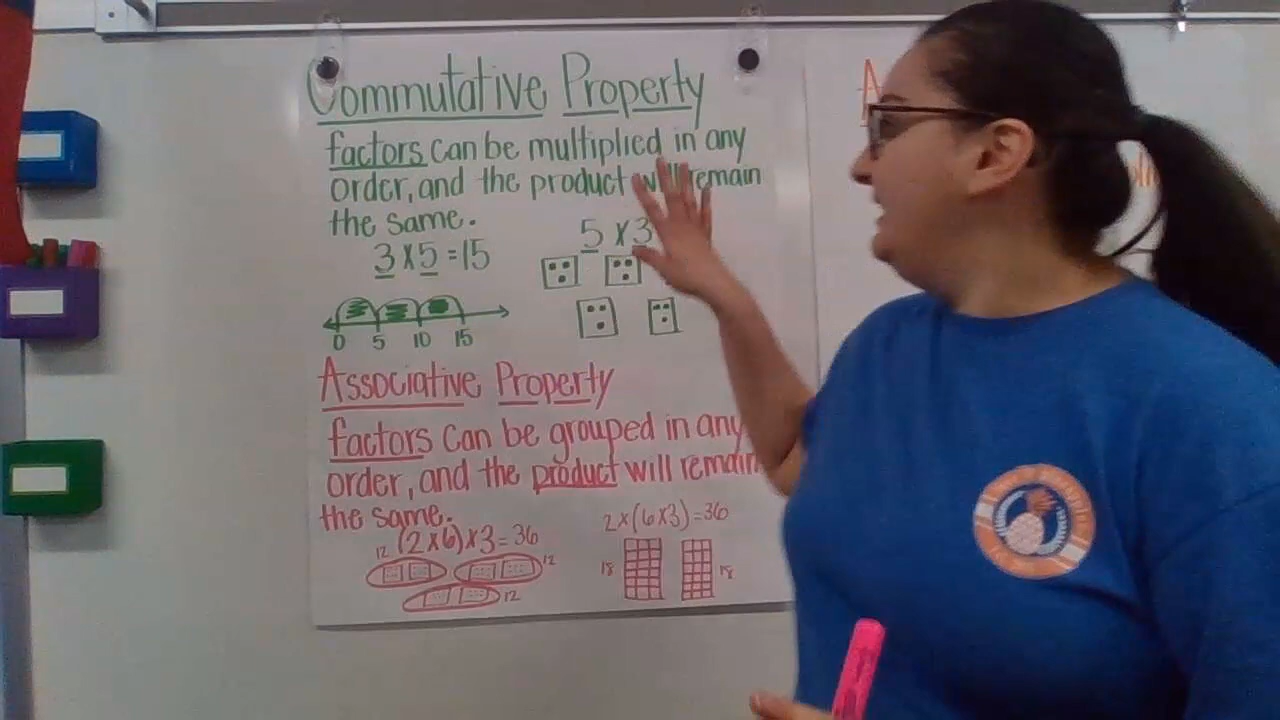 Commutative Property
factors can be multiplied in any
order, and the product will remain
the same.
3 x 5 = 15
5 x 3
0 5 10 15
Associative Property
factors can be grouped in any
order, and the product will remain
the same.
(2 x 6) x 3 = 36
12 12
12
2 x (6 x 3) = 36
18 18